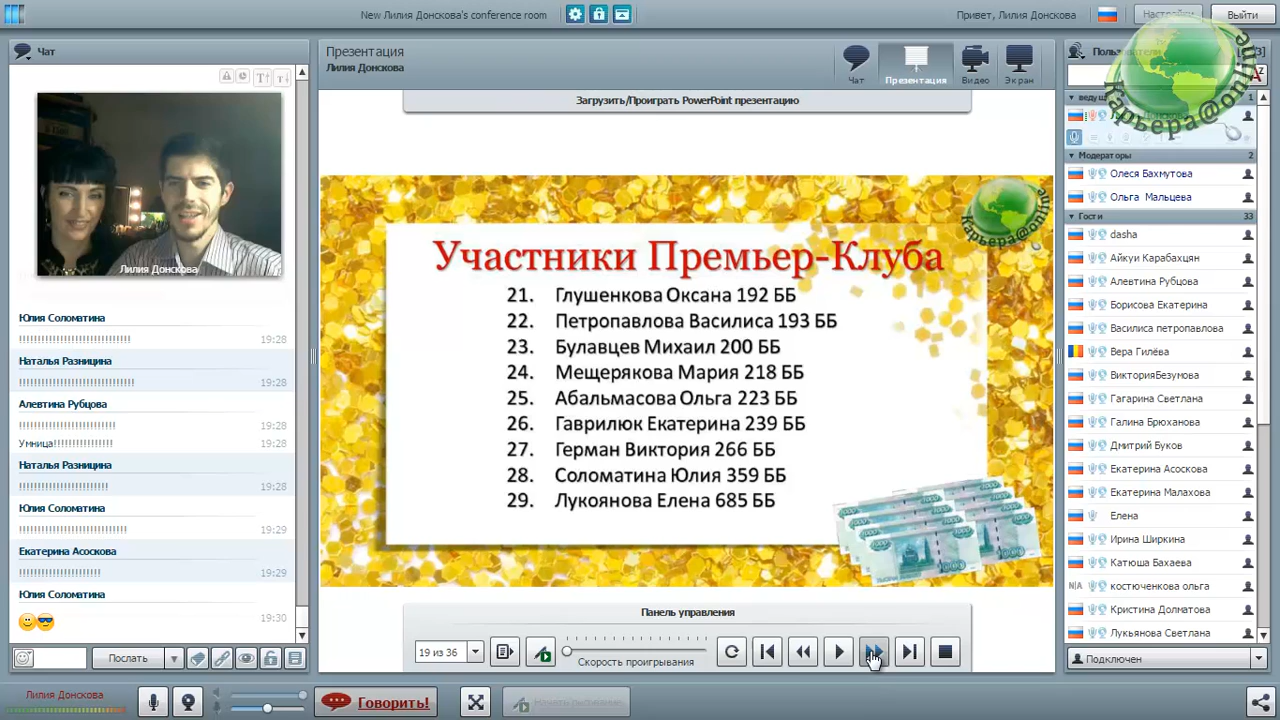 New Лилия Донскова's conference room
Привет, Лилия Донскова
Настройки
Выйти
Чат
Лилия Донскова
Юлия Соломатина
!!!!!!!!!!!!!!!!!!!!!!!!!!!!!
19:28
Наталья Разницина
!!!!!!!!!!!!!!!!!!!!!!!!!!!!!!
19:28
Алевтина Рубцова
!!!!!!!!!!!!!!!!!!!!!!!!!
19:28
Умница!!!!!!!!!!!!!!!
19:28
Наталья Разницина
!!!!!!!!!!!!!!!!!!!!!!!
19:28
Юлия Соломатина
!!!!!!!!!!!!!!!!!!!!!!!!!!!!
19:29
Екатерина Асоскова
!!!!!!!!!!!!!!!!!!!!!
19:29
Юлия Соломатина
19:30
Послать
Презентация
Лилия Донскова
Чат
Презентация
Видео
Экран
Загрузить/Проиграть PowerPoint презентацию
карьера@online
Участники Премьер-Клуба
21. Глушенкова Оксана 192 ББ
22. Петропавлова Василиса 193 ББ
23. Булавцев Михаил 200 ББ
24. Мещерякова Мария 218 ББ
25. Абальмасова Ольга 223 ББ
26. Гаврилюк Екатерина 239 ББ
27. Герман Виктория 266 ББ
28. Соломатина Юлия 359 ББ
29. Лукоянова Елена 685 ББ
Панель управления
19 из 36
Скорость проигрывания
Карьера@online
ведущ
1
Модераторы
2
Олеся Бахмутова
Ольга Мальцева
Гости
33
dasha
Айкуи Карабахцян
Алевтина Рубцова
Борисова Екатерина
Василиса петропавлова
Вера Гилёва
ВикторияБезумова
Гагарина Светлана
Галина Брюханова
Дмитрий Буков
Екатерина Асоскова
Екатерина Малахова
Елена
Ирина Ширкина
Катюша Бахаева
N/A костюченкова ольга
Кристина Долматова
Лукьянова Светлана
Подключен
Лилия Донскова
Говорить!